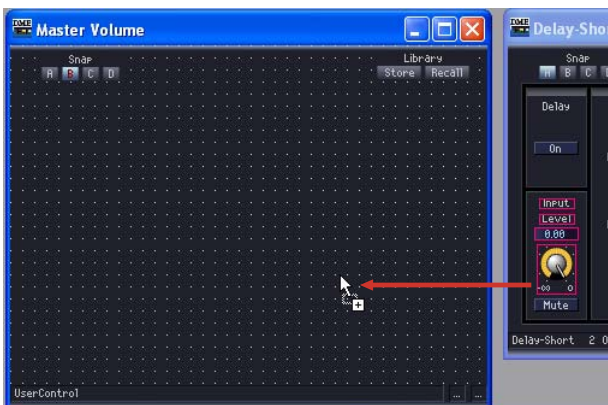 DME
Master Volume
Snap
A B C D
Library
Store Recall
UserControl
... ...
DME
Delay-Sho
Snap
A B C
Delay
On
Input
Level
0.00
-∞ 0
Mute
Delay-Short 2 0